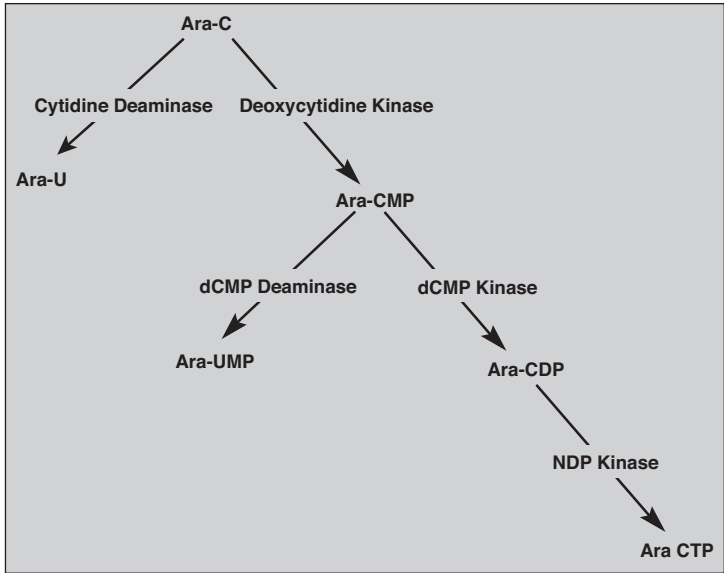 Ara-C
Cytidine Deaminase
Deoxycytidine Kinase
Ara-U
Ara-CMP
dCMP Deaminase
dCMP Kinase
Ara-UMP
Ara-CDP
NDP Kinase
Ara CTP